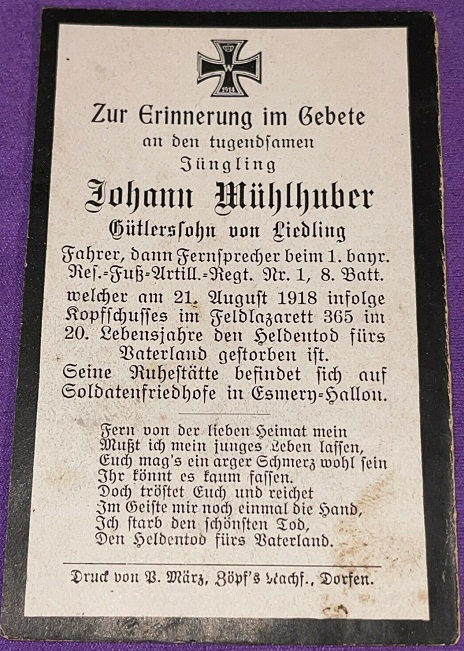 W
1914
Zur Erinnerung im Gebete
an den tugendsamen
Jüngling
Johann Mühlhuber
Gütlerssohn von Liedling
Fahrer, dann Fernsprecher beim 1. bayr.
Res.-Fuß-Artill.-Regt. Nr. 1, 8. Batt.
welcher am 21. August 1918 infolge
Kopfschusses im Feldlazarett 365 im
20. Lebensjahre den Heldentod fürs
Vaterland gestorben ist.
Seine Ruhestätte befindet sich auf
Soldatenfriedhofe in Esmery-Hallon.
Fern von der lieben Heimat mein
Mußt ich mein junges Leben lassen,
Euch mag's ein arger Schmerz wohl sein
Ihr könnt es kaum fassen.
Doch tröstet Euch und reichet
Im Geiste mir noch einmal die Hand,
Ich starb den schönsten Tod,
Den Heldentod fürs Vaterland.
Druck von P. März, Zöpf's Nachf., Dorfen.